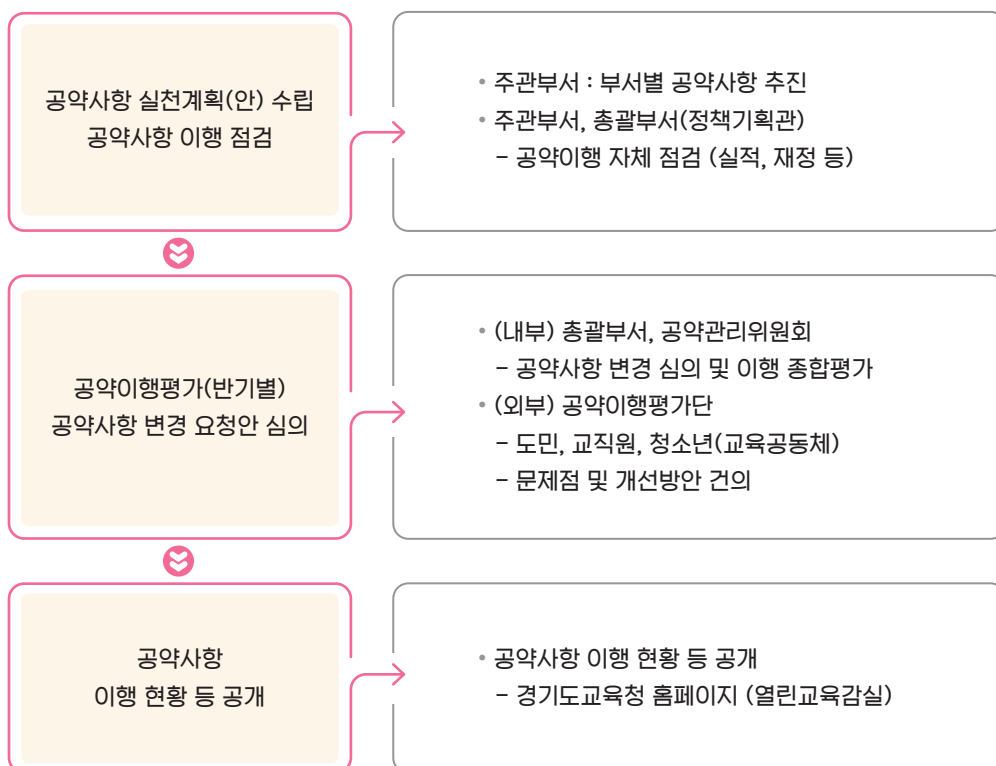 공약사항 실천계획(안) 수립
공약사항 이행 점검
• 주관부서 : 부서별 공약사항 추진
• 주관부서, 총괄부서(정책기획관)
– 공약이행 자체 점검 (실적, 재정 등)
공약이행평가(반기별)
공약사항 변경 요청안 심의
• (내부) 총괄부서, 공약관리위원회
– 공약사항 변경 심의 및 이행 종합평가
• (외부) 공약이행평가단
– 도민, 교직원, 청소년(교육공동체)
– 문제점 및 개선방안 건의
공약사항
이행 현황 등 공개
• 공약사항 이행 현황 등 공개
– 경기도교육청 홈페이지 (열린교육감실)